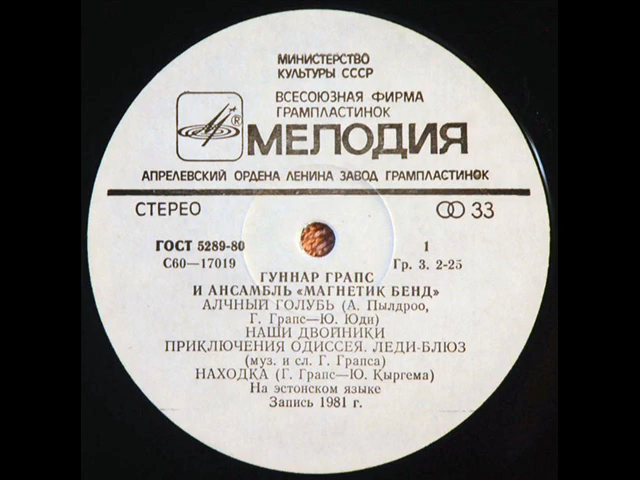 МИНИСТЕРСТВО
КУЛЬТУРЫ СССР
ВСЕСОЮЗНАЯ ФИРМА
ГРАМПЛАСТИНОК
® МЕЛОДИЯ
АПРЕЛЕВСКИЙ ОРДЕНА ЛЕНИНА ЗАВОД ГРАМПЛАСТИНОК
СТЕРЕО 33
ГОСТ 5289-80 1
С60—17019 Гр. 3. 2-25
ГУННАР ГРАПС
И АНСАМБЛЬ «МАГНЕТИК БЕНД»
АЛЧНЫЙ ГОЛУБЬ (А. Пылдроо,
Г. Грапс—Ю. Юди)
НАШИ ДВОЙНИКИ
ПРИКЛЮЧЕНИЯ ОДИССЕЯ. ЛЕДИ-БЛЮЗ
(муз. и сл. Г. Грапса)
НАХОДКА (Г. Грапс—Ю. Кыргема)
На эстонском языке
Запись 1981 г.